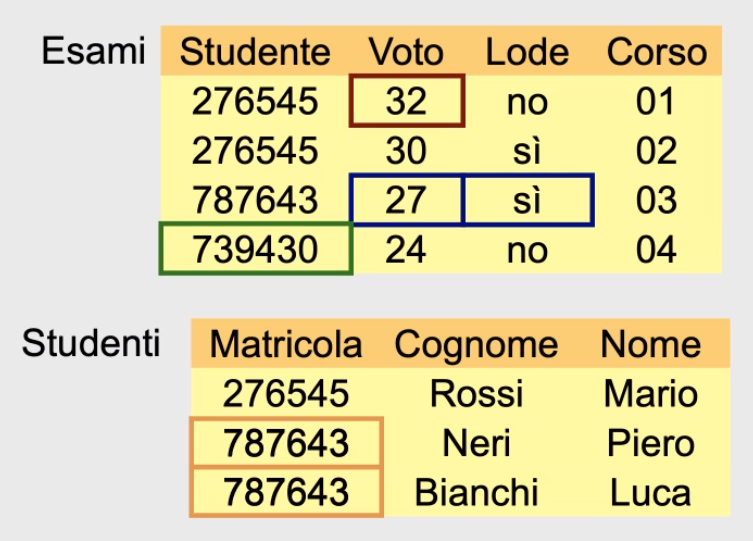 Esami Studente Voto Lode Corso
276545 32 no 01
276545 30 sì 02
787643 27 sì 03
739430 24 no 04
Studenti Matricola Cognome Nome
276545 Rossi Mario
787643 Neri Piero
787643 Bianchi Luca